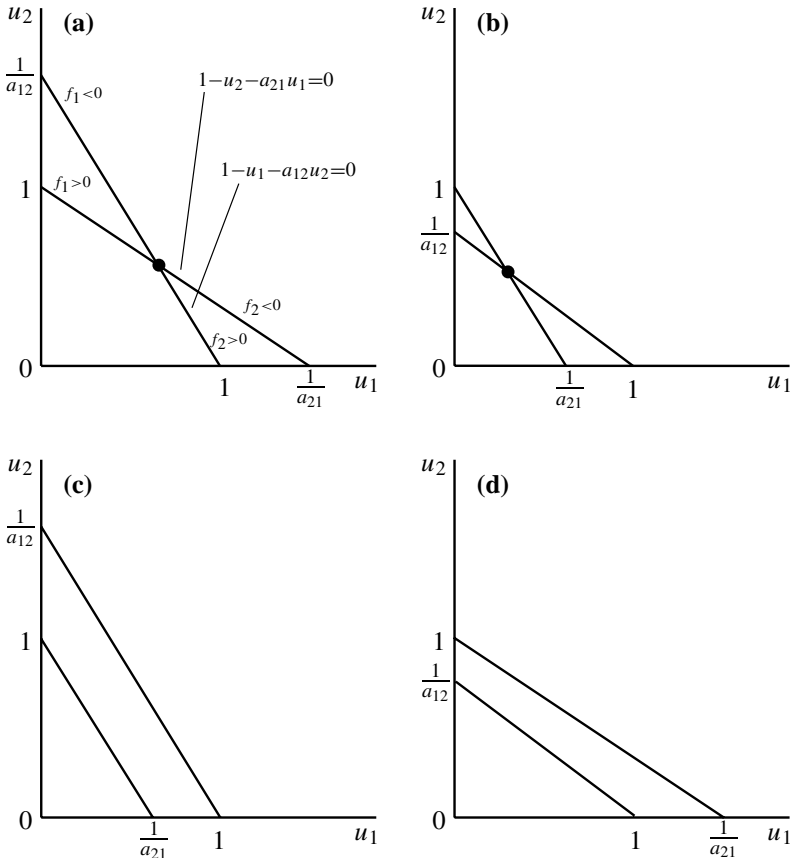 u₂
(a)
1/a₁₂
f₁<0
1−u₂−a₂₁u₁=0
1
f₁>0
1−u₁−a₁₂u₂=0
f₂<0
f₂>0
0
1
1/a₂₁
u₁
u₂
(b)
1
1/a₁₂
0
1/a₂₁
1
u₁
u₂
(c)
1/a₁₂
1
0
1/a₂₁
1
u₁
u₂
(d)
1
1/a₁₂
0
1
1/a₂₁
u₁